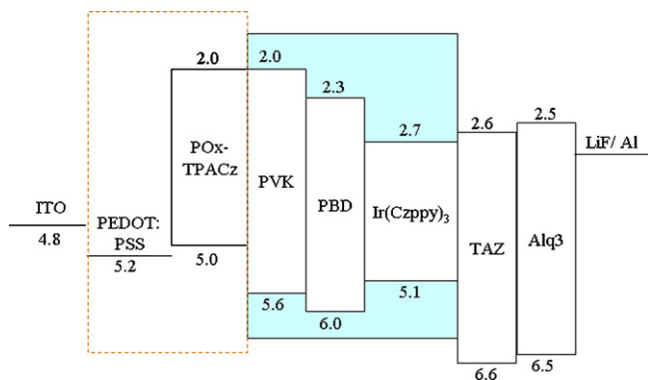 2.0
2.0
2.3
2.7
2.6
2.5
LiF/ Al
POx-
TPACz
PVK
PBD
Ir(Czppy)3
TAZ
Alq3
ITO
4.8
PEDOT:
PSS
5.2
5.0
5.6
6.0
5.1
6.6
6.5